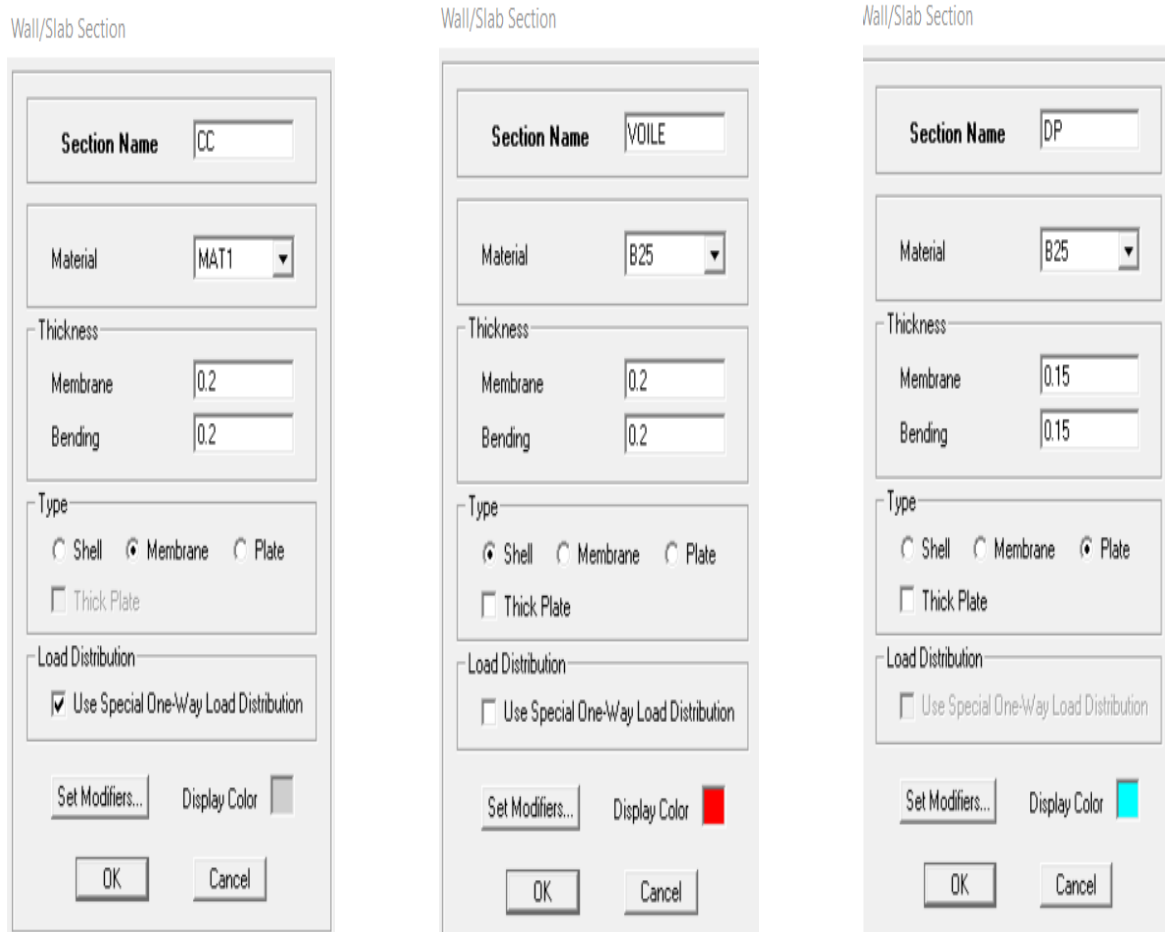 Wall/Slab Section
Section Name CC
Material MAT1
Thickness
Membrane 0.2
Bending 0.2
Type
Shell Membrane Plate
Thick Plate
Load Distribution
Use Special One-Way Load Distribution
Set Modifiers... Display Color
OK Cancel
Wall/Slab Section
Section Name VOILE
Material B25
Thickness
Membrane 0.2
Bending 0.2
Type
Shell Membrane Plate
Thick Plate
Load Distribution
Use Special One-Way Load Distribution
Set Modifiers... Display Color
OK Cancel
Wall/Slab Section
Section Name DP
Material B25
Thickness
Membrane 0.15
Bending 0.15
Type
Shell Membrane Plate
Thick Plate
Load Distribution
Use Special One-Way Load Distribution
Set Modifiers... Display Color
OK Cancel